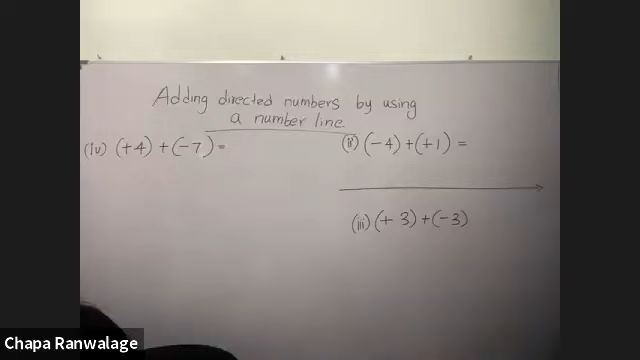 Adding directed numbers by using
a number line.
(iv) (+4) + (-7) =
(ii) (-4) + (+1) =
(iii) (+3) + (-3)
Chapa Ranwalage